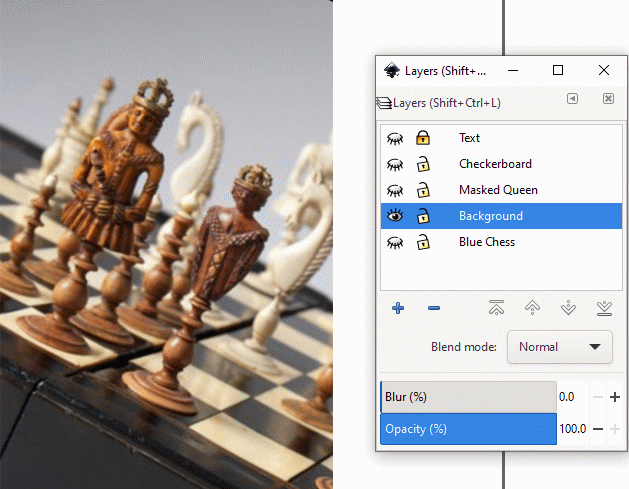 Layers (Shift+...
Layers (Shift+Ctrl+L)
Text
Checkerboard
Masked Queen
Background
Blue Chess
Blend mode: Normal
Blur (%) 0.0
Opacity (%) 100.0